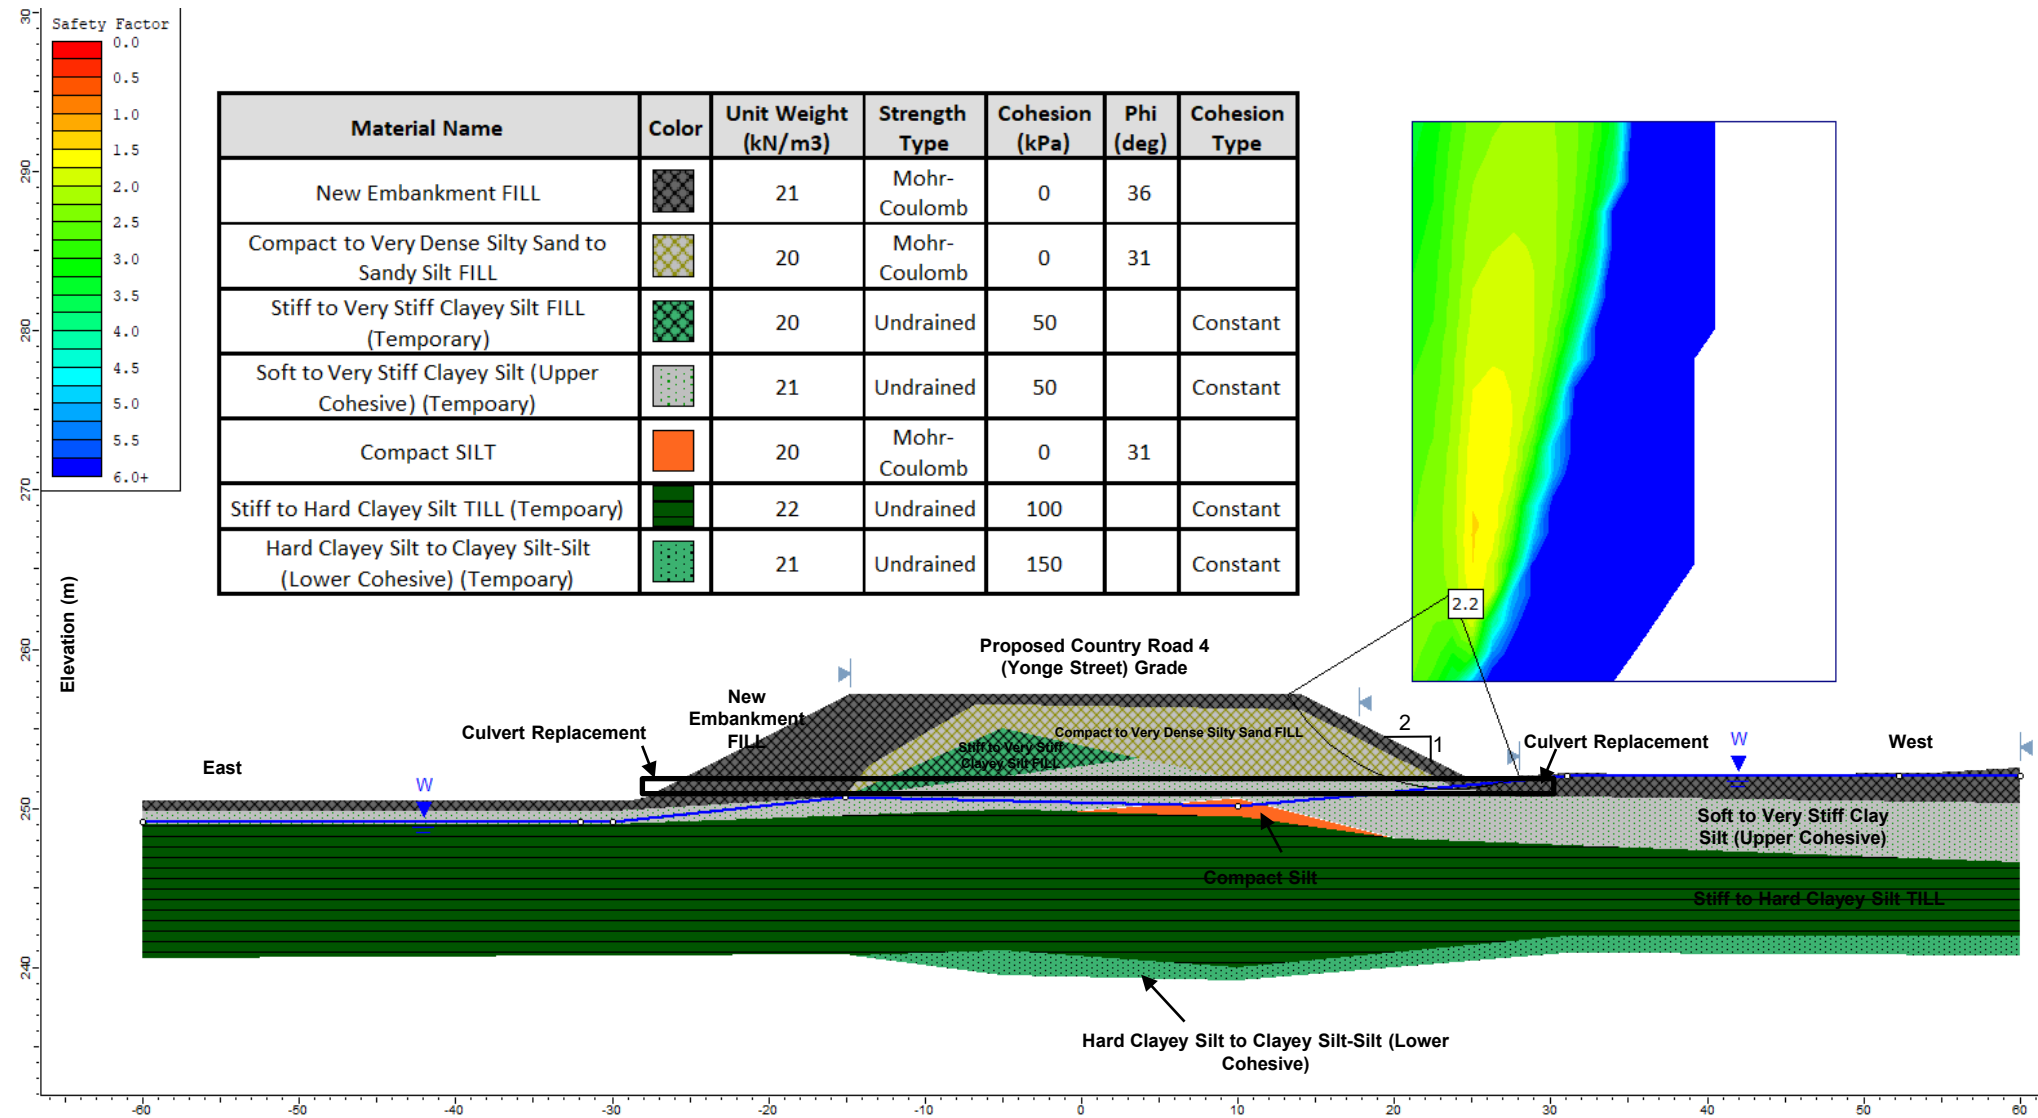 Safety Factor
0.0
0.5
1.0
1.5
2.0
2.5
3.0
3.5
4.0
4.5
5.0
5.5
6.0+
30
290
280
270
260
250
240
Elevation (m)
Material Name Color Unit Weight (kN/m3) Strength Type Cohesion (kPa) Phi (deg) Cohesion Type
New Embankment FILL 21 Mohr-Coulomb 0 36
Compact to Very Dense Silty Sand to Sandy Silt FILL 20 Mohr-Coulomb 0 31
Stiff to Very Stiff Clayey Silt FILL (Temporary) 20 Undrained 50 Constant
Soft to Very Stiff Clayey Silt (Upper Cohesive) (Tempoary) 21 Undrained 50 Constant
Compact SILT 20 Mohr-Coulomb 0 31
Stiff to Hard Clayey Silt TILL (Tempoary) 22 Undrained 100 Constant
Hard Clayey Silt to Clayey Silt-Silt (Lower Cohesive) (Tempoary) 21 Undrained 150 Constant
2.2
Proposed Country Road 4
(Yonge Street) Grade
New
Embankment
FILL
Culvert Replacement
Compact to Very Dense Silty Sand FILL
Stiff to Very Stiff
Clayey Silt FILL
2
1
Culvert Replacement
W
West
East
W
Soft to Very Stiff Clay
Silt (Upper Cohesive)
Compact Silt
Stiff to Hard Clayey Silt TILL
Hard Clayey Silt to Clayey Silt-Silt (Lower
Cohesive)
-60 -50 -40 -30 -20 -10 0 10 20 30 40 50 60